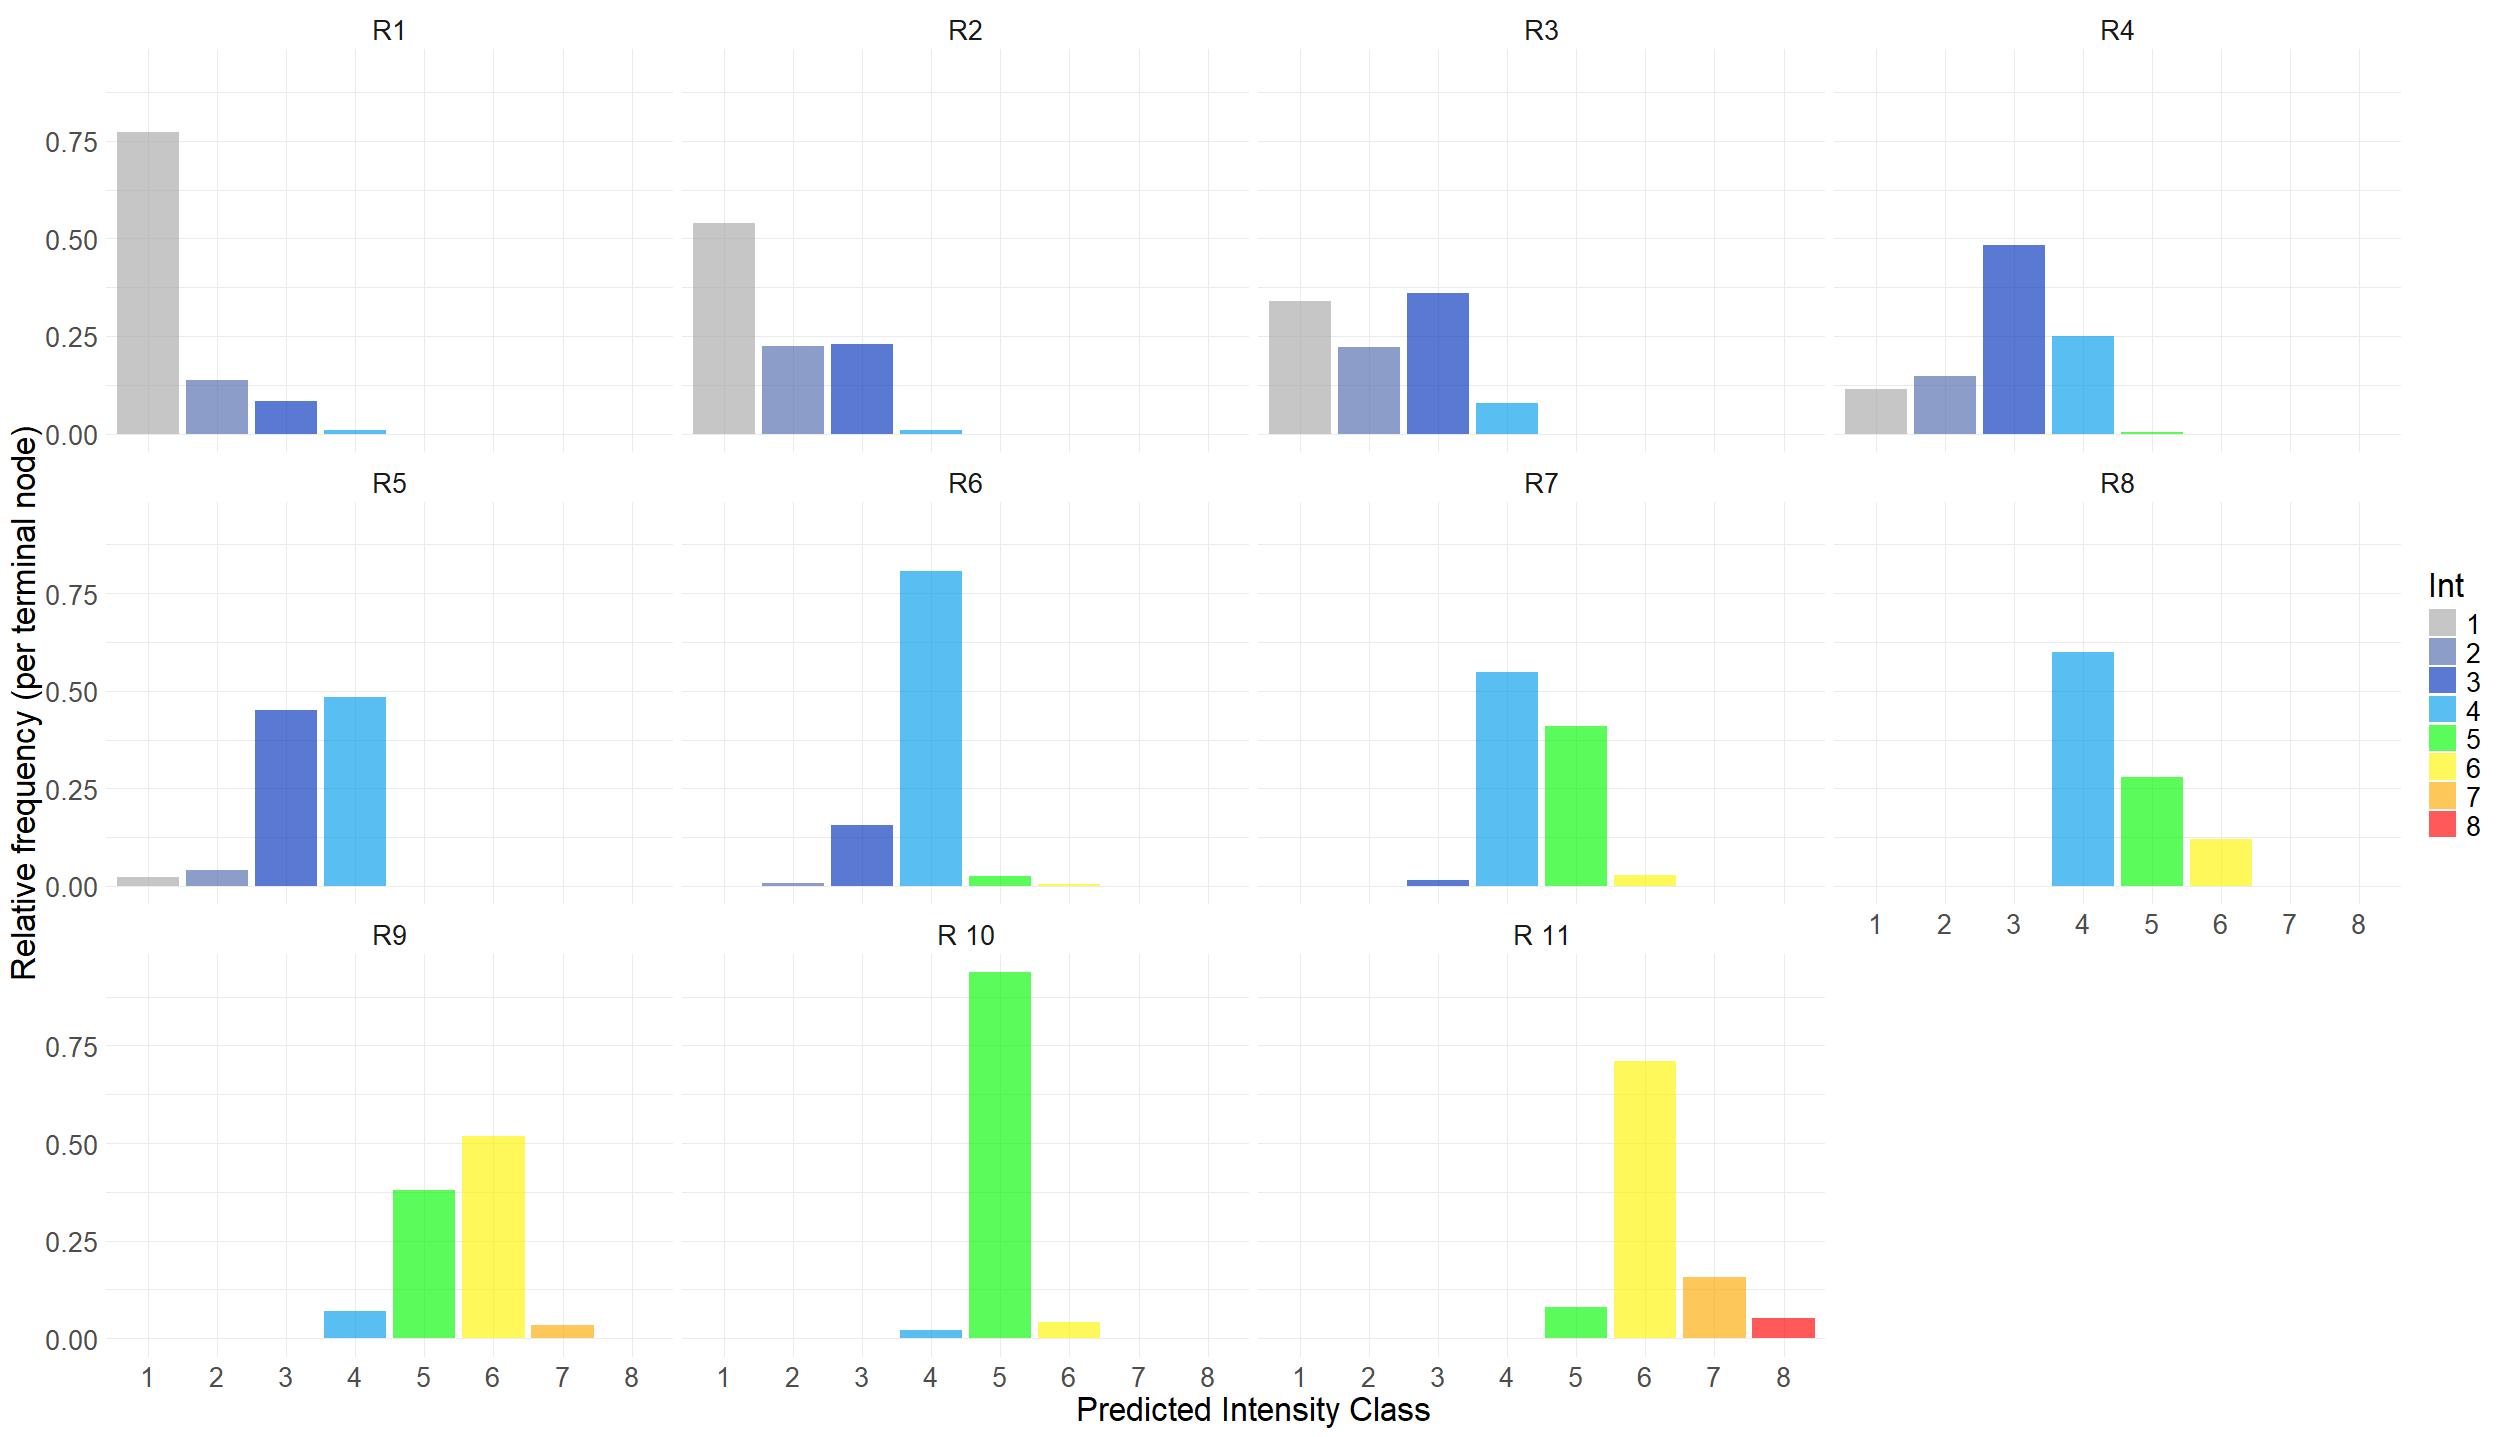 R1 R2 R3 R4
0.75
0.50
0.25
0.00
R5 R6 R7 R8
0.75
0.50
0.25
0.00
1 2 3 4 5 6 7 8
R9 R 10 R 11
0.75
0.50
0.25
0.00
1 2 3 4 5 6 7 8 1 2 3 4 5 6 7 8 1 2 3 4 5 6 7 8
Predicted Intensity Class
Relative frequency (per terminal node)
Int
1
2
3
4
5
6
7
8